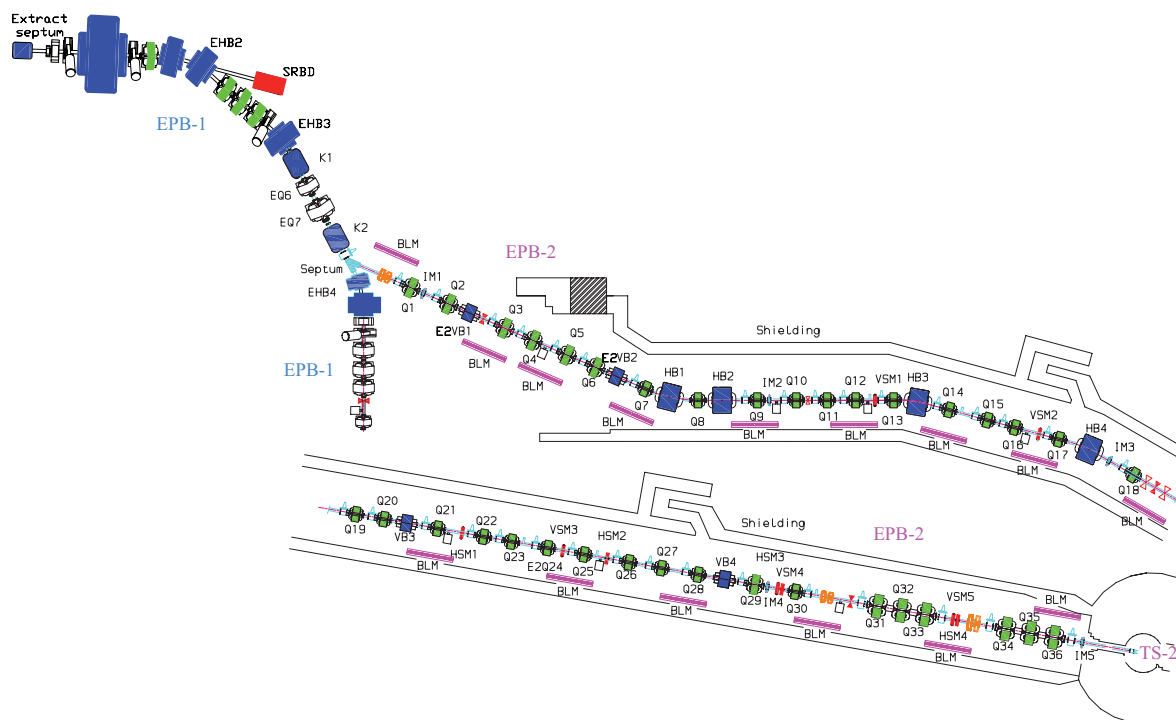 Extract
septum
EHB2
SRBD
EPB-1
EHB3
K1
EQ6
EQ7
K2
BLM
EPB-2
Septum
EHB4
IM1
Q2
Q1
E2VB1
Q3
Q4
Q5
Q6
E2VB2
BLM
BLM
EPB-1
Shielding
HB1
HB2
IM2
Q10
Q12
VSM1
HB3
Q14
Q15
VSM2
HB4
IM3
Q7
Q8
Q9
Q11
Q13
Q16
Q17
Q18
BLM
BLM
BLM
BLM
BLM
BLM
Q20
Q19
VB3
Q21
HSM1
Q22
Q23
VSM3
HSM2
E2Q24
Q25
Q26
Q27
Q28
VB4
HSM3
VSM4
Q29
IM4
Q30
Shielding
EPB-2
Q32
Q31
Q33
VSM5
HSM4
Q35
Q34
Q36
IM5
BLM
BLM
BLM
BLM
BLM
BLM
TS-2